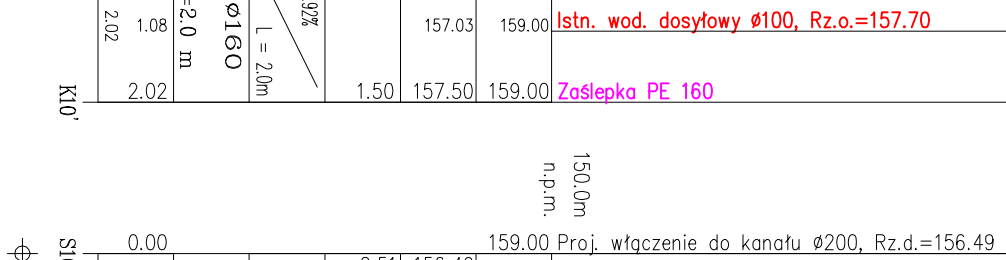 2.02
1.08
=2.0 m
ø160
L = 2.0m
.92%
157.03
159.00
Istn. wod. dosyłowy ø100, Rz.o.=157.70
K10'
2.02
1.50
157.50
159.00
Zaślepka PE 160
150.0m
n.p.m.
0.00
159.00
Proj. włączenie do kanału ø200, Rz.d.=156.49